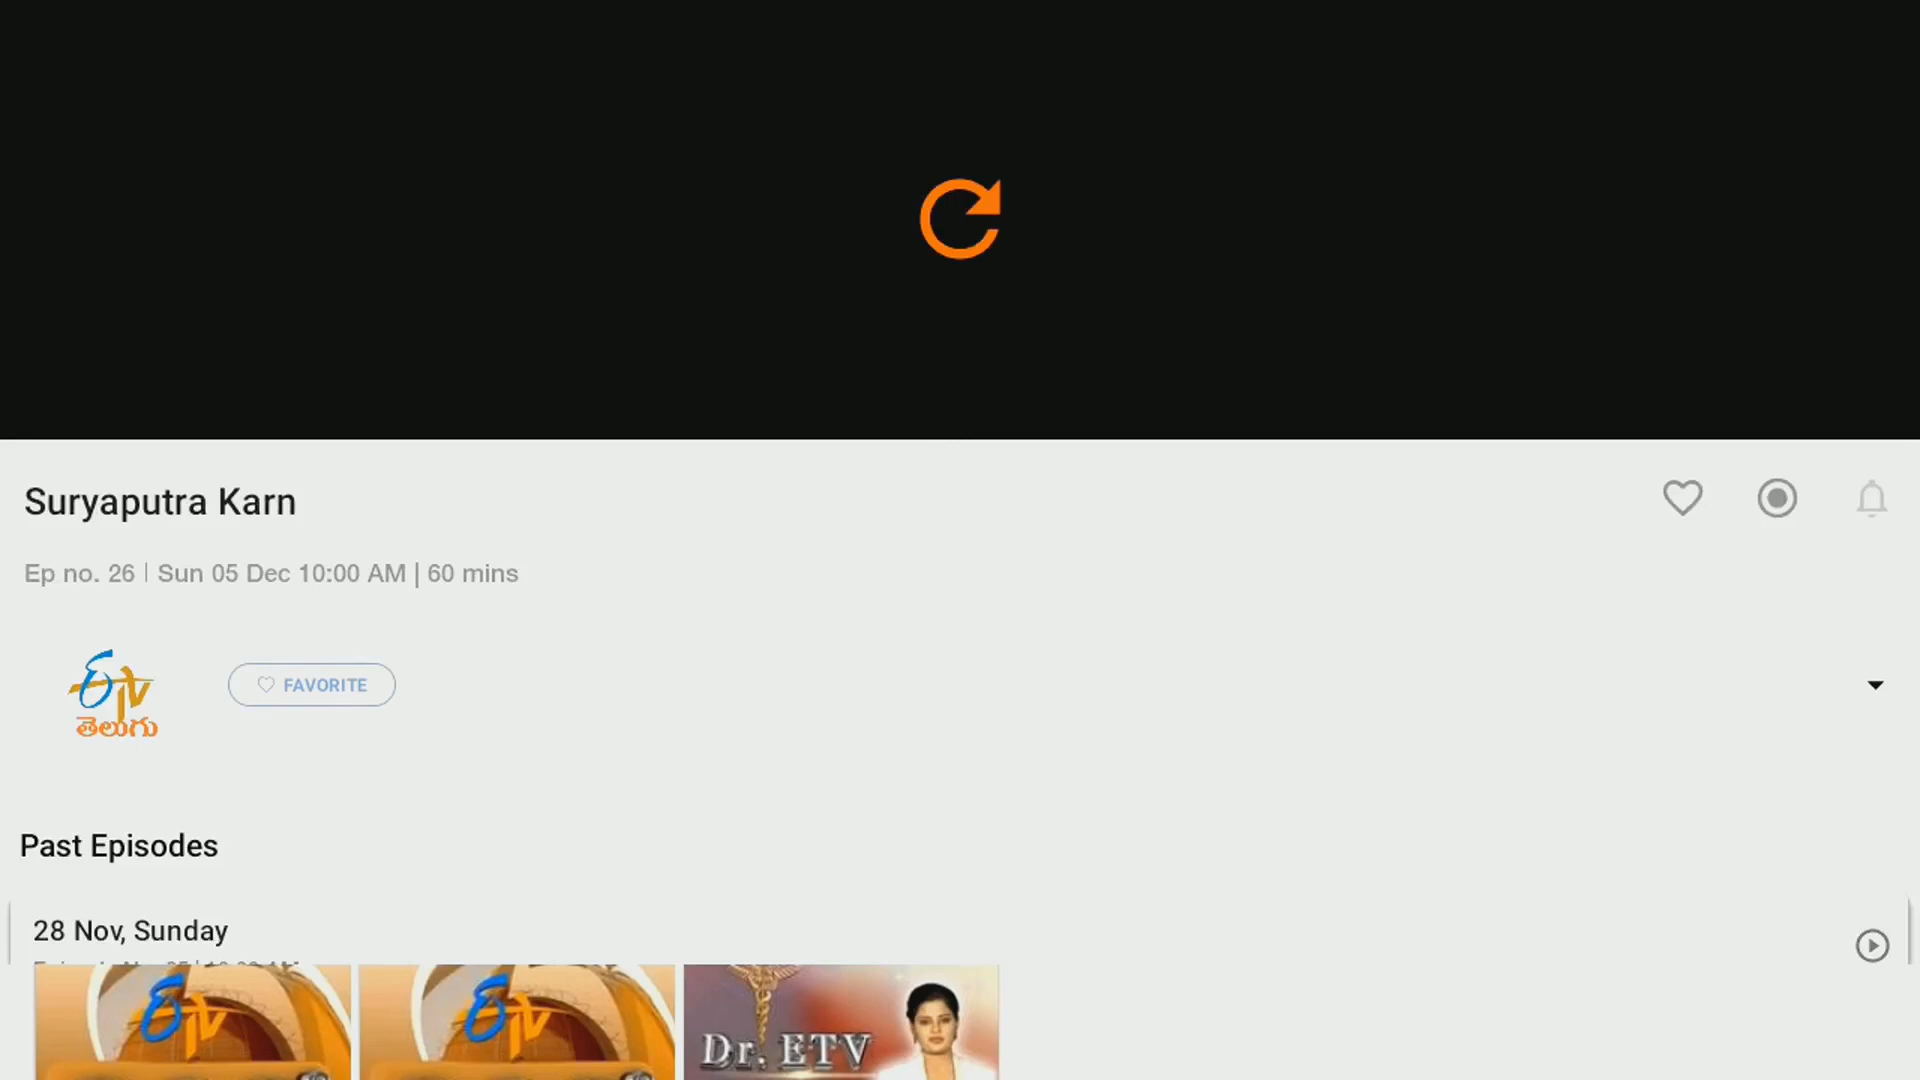 Suryaputra Karn
Ep no. 26 | Sun 05 Dec 10:00 AM | 60 mins
ETV
తెలుగు
FAVORITE
Past Episodes
28 Nov, Sunday
ETV
ETV
Dr. ETV